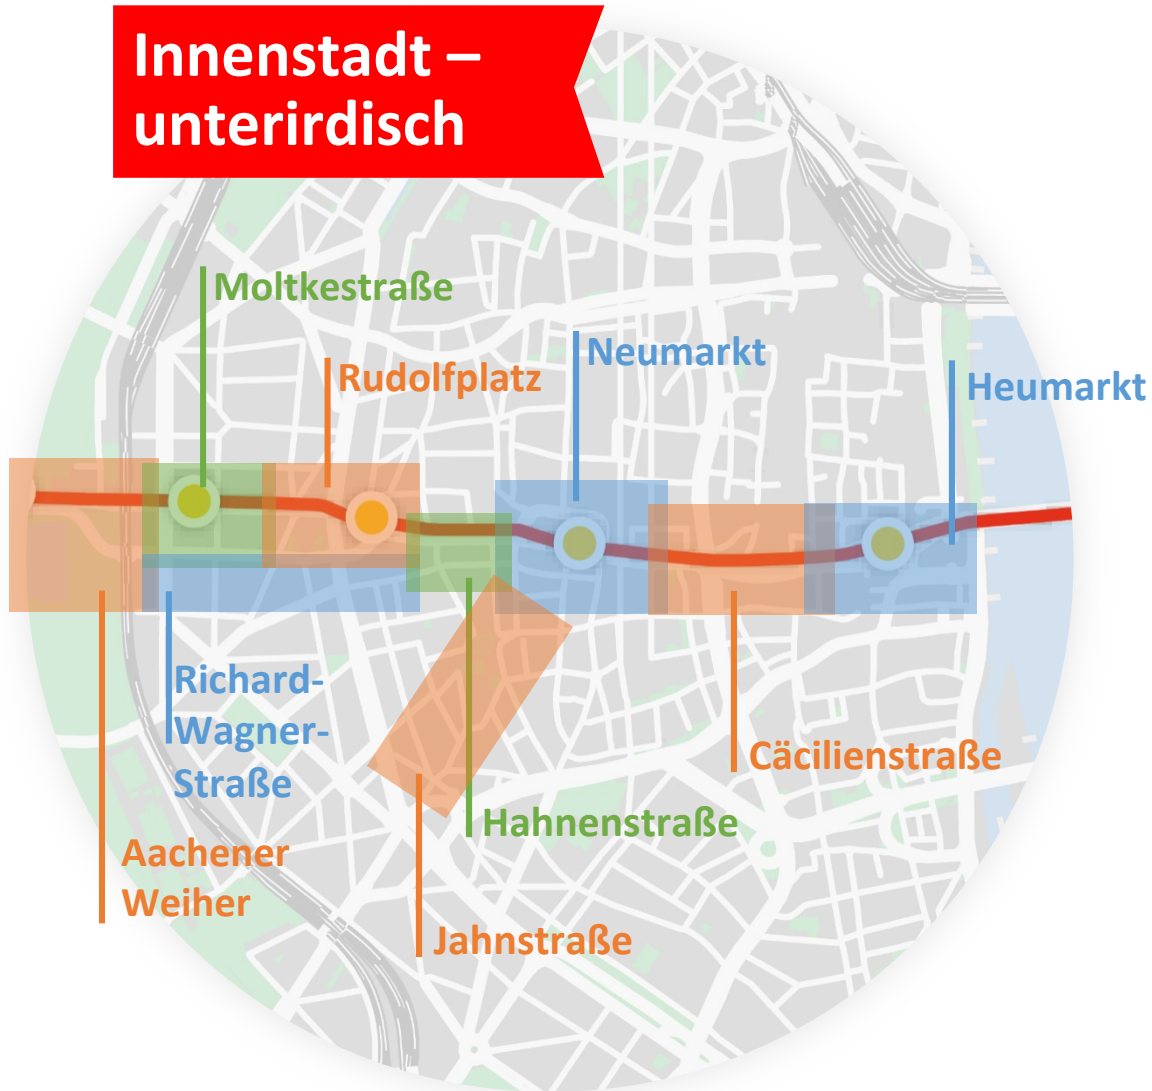 Innenstadt –
unterirdisch
Moltkestraße
Neumarkt
Rudolfplatz
Heumarkt
Richard-
Wagner-
Straße
Cäcilienstraße
Hahnenstraße
Aachener
Weiher
Jahnstraße